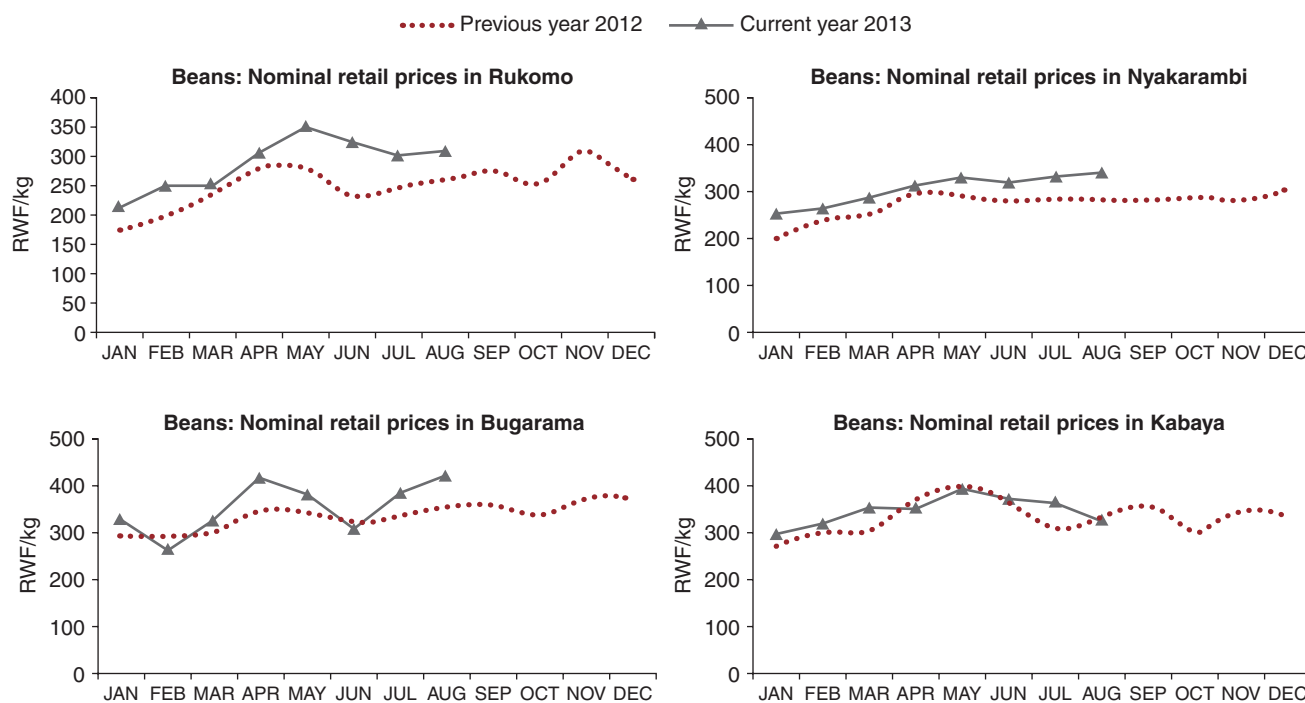 Previous year 2012 Current year 2013
Beans: Nominal retail prices in Rukomo
400
350
300
250
200
150
100
50
0
RWF/kg
JAN FEB MAR APR MAY JUN JUL AUG SEP OCT NOV DEC
Beans: Nominal retail prices in Nyakarambi
500
400
300
200
100
0
RWF/kg
JAN FEB MAR APR MAY JUN JUL AUG SEP OCT NOV DEC
Beans: Nominal retail prices in Bugarama
500
400
300
200
100
0
RWF/kg
JAN FEB MAR APR MAY JUN JUL AUG SEP OCT NOV DEC
Beans: Nominal retail prices in Kabaya
500
400
300
200
100
0
RWF/kg
JAN FEB MAR APR MAY JUN JUL AUG SEP OCT NOV DEC